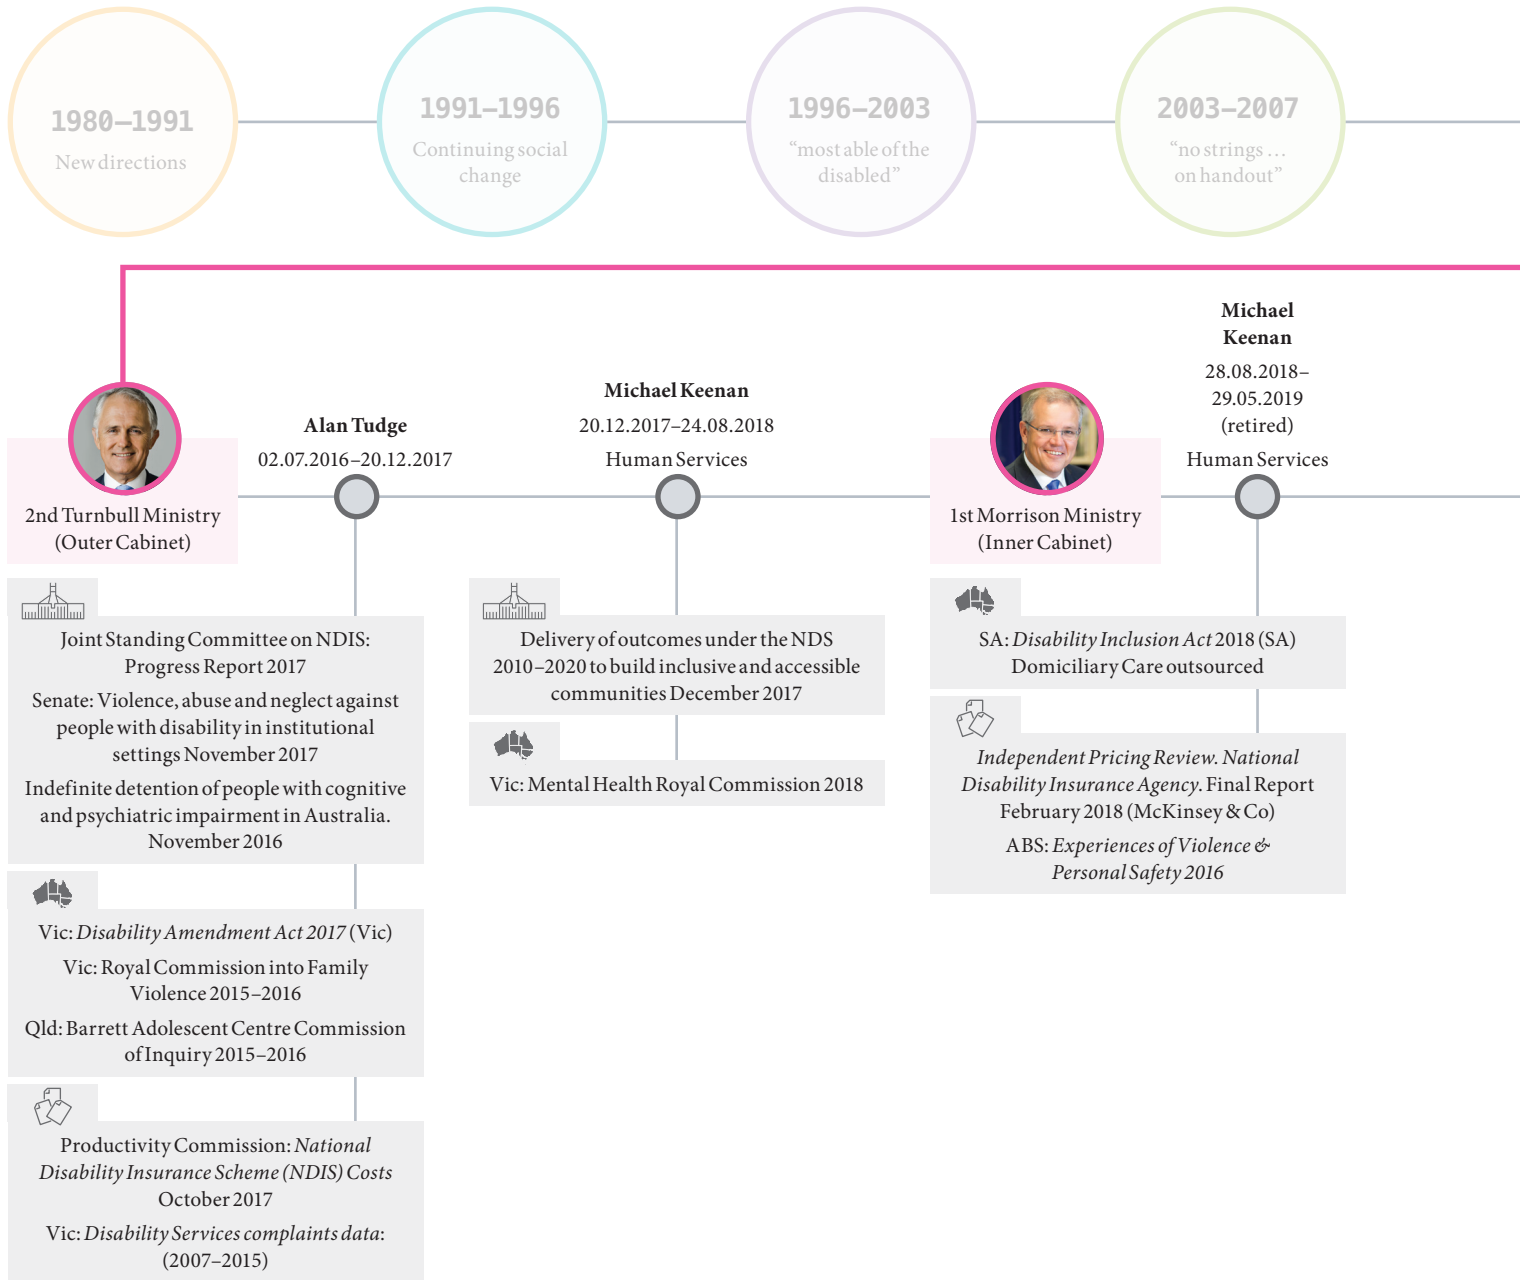 1980–1991
New directions
1991–1996
Continuing social
change
1996–2003
“most able of the
disabled”
2003–2007
“no strings …
on handout”
2nd Turnbull Ministry
(Outer Cabinet)
Alan Tudge
02.07.2016–20.12.2017
Michael Keenan
20.12.2017–24.08.2018
Human Services
1st Morrison Ministry
(Inner Cabinet)
Michael
Keenan
28.08.2018–
29.05.2019
(retired)
Human Services
Joint Standing Committee on NDIS:
Progress Report 2017
Senate: Violence, abuse and neglect against
people with disability in institutional
settings November 2017
Indefinite detention of people with cognitive
and psychiatric impairment in Australia.
November 2016
Vic: Disability Amendment Act 2017 (Vic)
Vic: Royal Commission into Family
Violence 2015–2016
Qld: Barrett Adolescent Centre Commission
of Inquiry 2015–2016
Productivity Commission: National
Disability Insurance Scheme (NDIS) Costs
October 2017
Vic: Disability Services complaints data:
(2007–2015)
Delivery of outcomes under the NDS
2010–2020 to build inclusive and accessible
communities December 2017
Vic: Mental Health Royal Commission 2018
SA: Disability Inclusion Act 2018 (SA)
Domiciliary Care outsourced
Independent Pricing Review. National
Disability Insurance Agency. Final Report
February 2018 (McKinsey & Co)
ABS: Experiences of Violence &
Personal Safety 2016